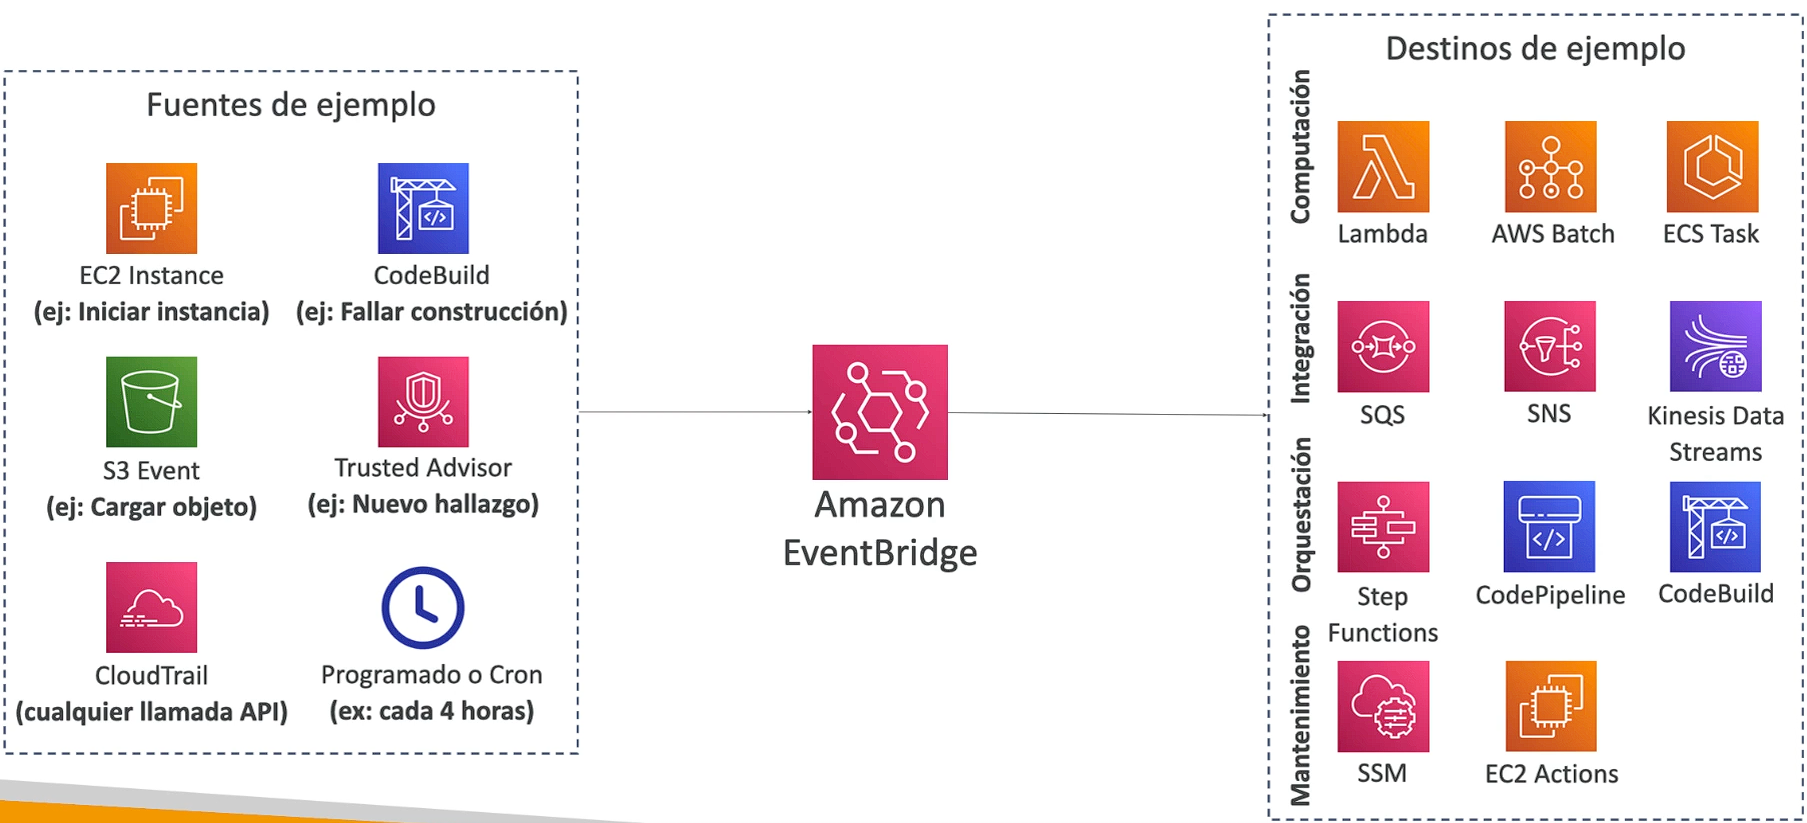 Fuentes de ejemplo
EC2 Instance
(ej: Iniciar instancia)
CodeBuild
(ej: Fallar construcción)
S3 Event
(ej: Cargar objeto)
Trusted Advisor
(ej: Nuevo hallazgo)
CloudTrail
(cualquier llamada API)
Programado o Cron
(ex: cada 4 horas)
Amazon
EventBridge
Destinos de ejemplo
Computación
Lambda
AWS Batch
ECS Task
Integración
SQS
SNS
Kinesis Data
Streams
Orquestación
Step
Functions
CodePipeline
CodeBuild
Mantenimiento
SSM
EC2 Actions